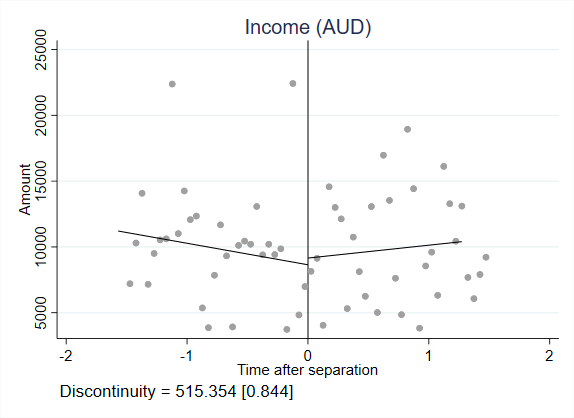 Income (AUD)
25000
20000
15000
10000
5000
Amount
-2
-1
0
1
2
Time after separation
Discontinuity = 515.354 [0.844]